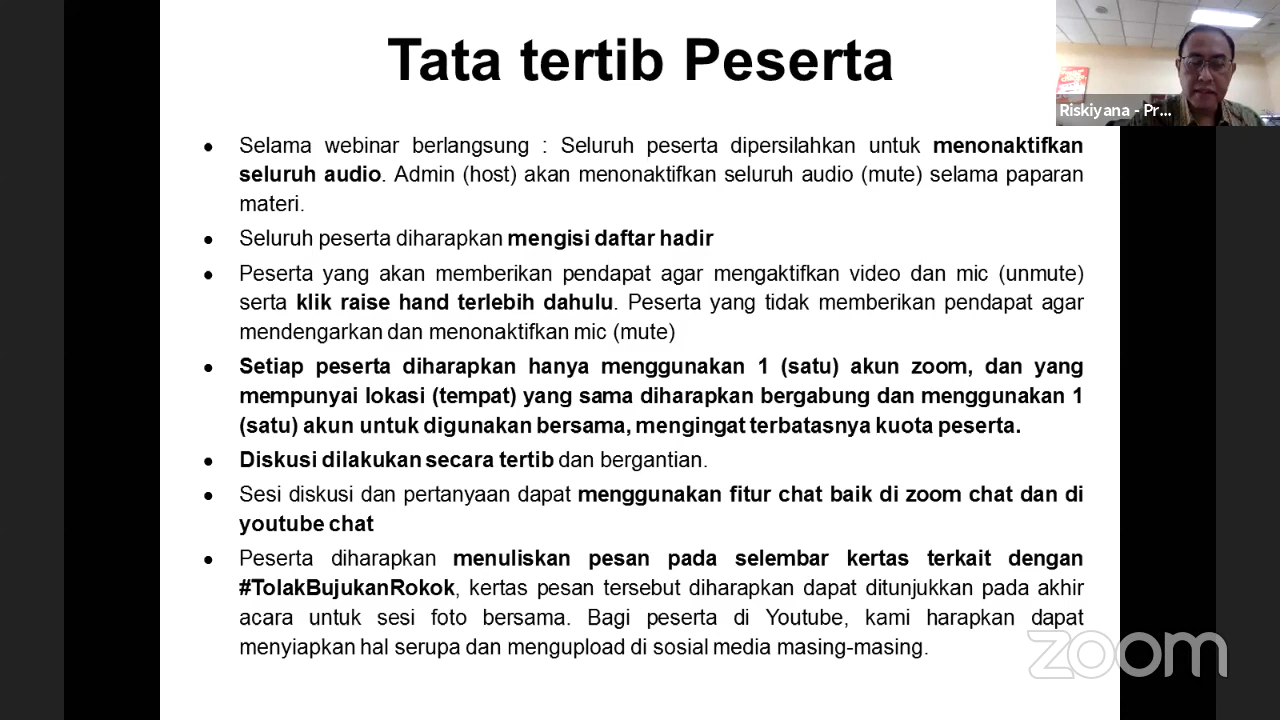 Tata tertib Peserta
Riskiyana - Pr...
• Selama webinar berlangsung : Seluruh peserta dipersilahkan untuk menonaktifkan
seluruh audio. Admin (host) akan menonaktifkan seluruh audio (mute) selama paparan
materi.
• Seluruh peserta diharapkan mengisi daftar hadir
• Peserta yang akan memberikan pendapat agar mengaktifkan video dan mic (unmute)
serta klik raise hand terlebih dahulu. Peserta yang tidak memberikan pendapat agar
mendengarkan dan menonaktifkan mic (mute)
• Setiap peserta diharapkan hanya menggunakan 1 (satu) akun zoom, dan yang
mempunyai lokasi (tempat) yang sama diharapkan bergabung dan menggunakan 1
(satu) akun untuk digunakan bersama, mengingat terbatasnya kuota peserta.
• Diskusi dilakukan secara tertib dan bergantian.
• Sesi diskusi dan pertanyaan dapat menggunakan fitur chat baik di zoom chat dan di
youtube chat
• Peserta diharapkan menuliskan pesan pada selembar kertas terkait dengan
#TolakBujukanRokok, kertas pesan tersebut diharapkan dapat ditunjukkan pada akhir
acara untuk sesi foto bersama. Bagi peserta di Youtube, kami harapkan dapat
menyiapkan hal serupa dan mengupload di sosial media masing-masing.
zoom